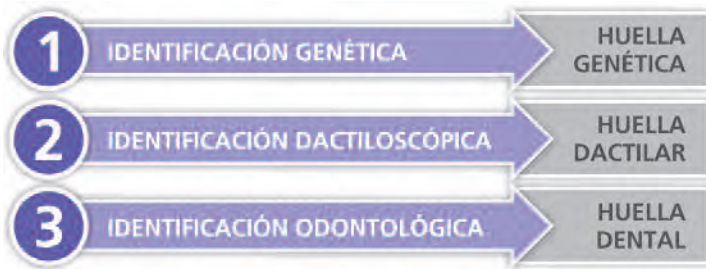 1 IDENTIFICACIÓN GENÉTICA
HUELLA
GENÉTICA
2 IDENTIFICACIÓN DACTILOSCÓPICA
HUELLA
DACTILAR
3 IDENTIFICACIÓN ODONTOLÓGICA
HUELLA
DENTAL